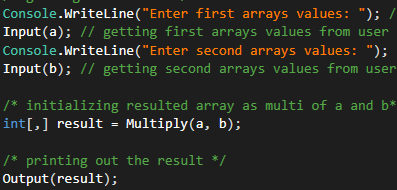 Console.WriteLine("Enter first arrays values: "); /
Input(a); // getting first arrays values from user
Console.WriteLine("Enter second arrays values: ");
Input(b); // getting second arrays values from user
/* initializing resulted array as multi of a and b*
int[,] result = Multiply(a, b);
/* printing out the result */
Output(result);